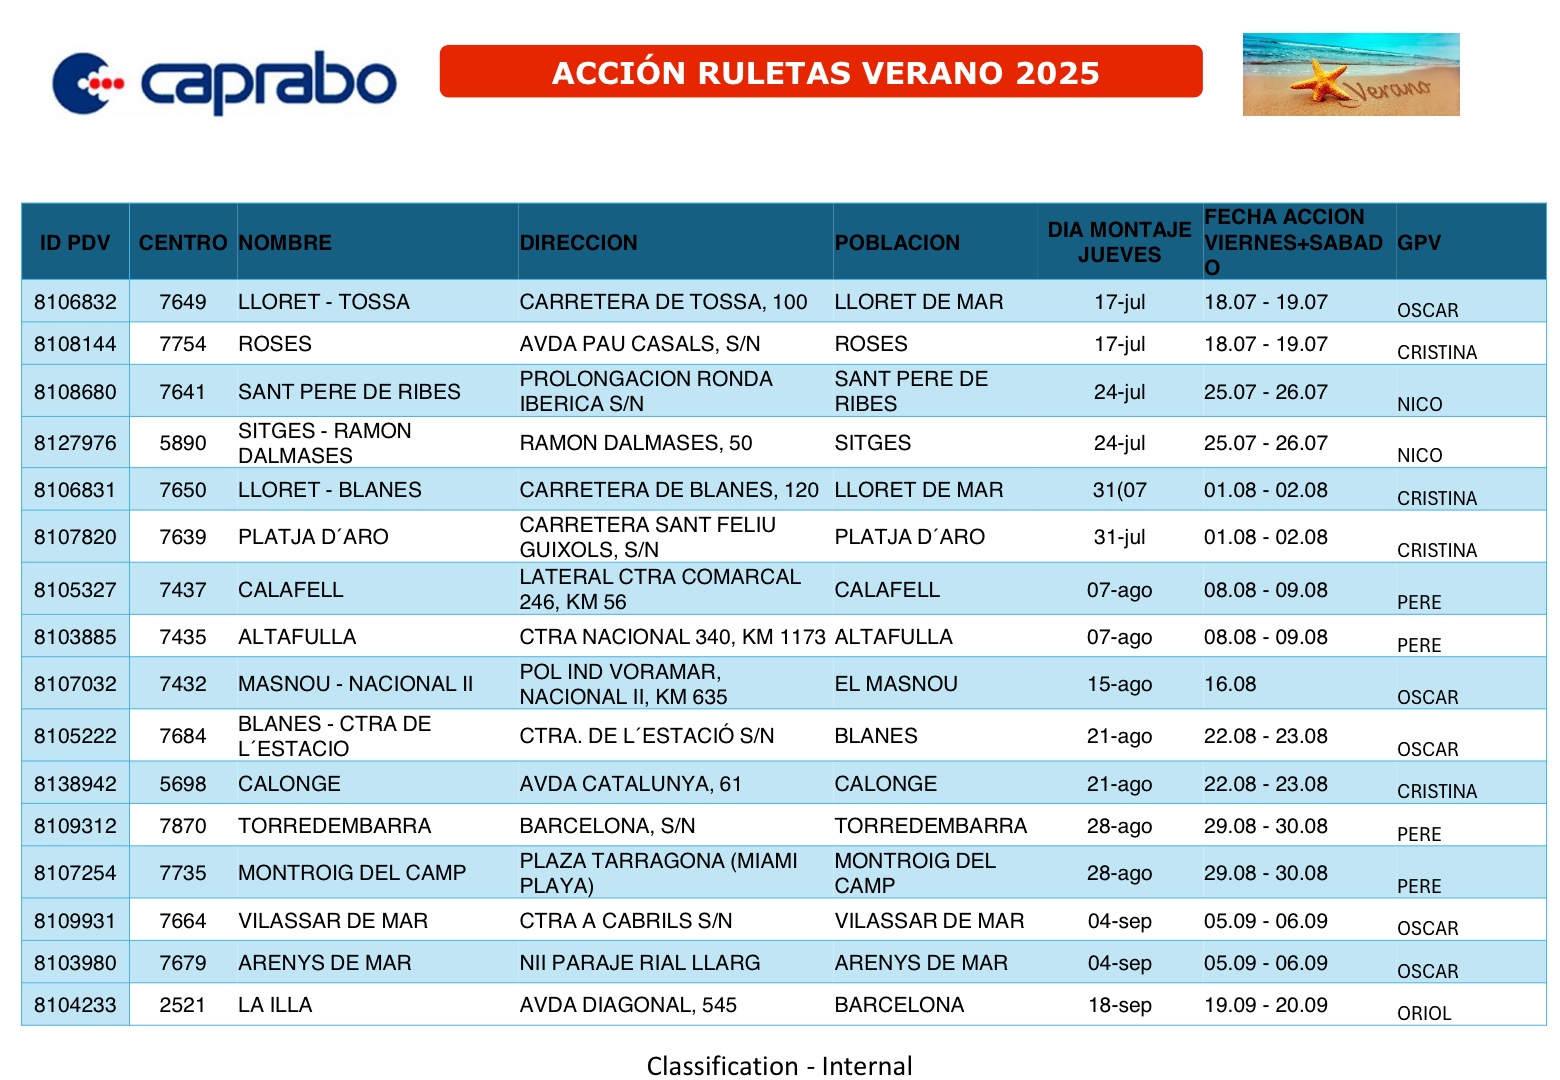 caprabo
ACCIÓN RULETAS VERANO 2025
Verano
ID PDV CENTRO NOMBRE DIRECCION POBLACION DIA MONTAJE JUEVES FECHA ACCION VIERNES+SABAD O GPV
8106832 7649 LLORET - TOSSA CARRETERA DE TOSSA, 100 LLORET DE MAR 17-jul 18.07 - 19.07 OSCAR
8108144 7754 ROSES AVDA PAU CASALS, S/N ROSES 17-jul 18.07 - 19.07 CRISTINA
8108680 7641 SANT PERE DE RIBES PROLONGACION RONDA IBERICA S/N SANT PERE DE RIBES 24-jul 25.07 - 26.07 NICO
8127976 5890 SITGES - RAMON DALMASES RAMON DALMASES, 50 SITGES 24-jul 25.07 - 26.07 NICO
8106831 7650 LLORET - BLANES CARRETERA DE BLANES, 120 LLORET DE MAR 31(07 01.08 - 02.08 CRISTINA
8107820 7639 PLATJA D´ARO CARRETERA SANT FELIU GUIXOLS, S/N PLATJA D´ARO 31-jul 01.08 - 02.08 CRISTINA
8105327 7437 CALAFELL LATERAL CTRA COMARCAL 246, KM 56 CALAFELL 07-ago 08.08 - 09.08 PERE
8103885 7435 ALTAFULLA CTRA NACIONAL 340, KM 1173 ALTAFULLA 07-ago 08.08 - 09.08 PERE
8107032 7432 MASNOU - NACIONAL II POL IND VORAMAR, NACIONAL II, KM 635 EL MASNOU 15-ago 16.08 OSCAR
8105222 7684 BLANES - CTRA DE L´ESTACIO CTRA. DE L´ESTACIÓ S/N BLANES 21-ago 22.08 - 23.08 OSCAR
8138942 5698 CALONGE AVDA CATALUNYA, 61 CALONGE 21-ago 22.08 - 23.08 CRISTINA
8109312 7870 TORREDEMBARRA BARCELONA, S/N TORREDEMBARRA 28-ago 29.08 - 30.08 PERE
8107254 7735 MONTROIG DEL CAMP PLAZA TARRAGONA (MIAMI PLAYA) MONTROIG DEL CAMP 28-ago 29.08 - 30.08 PERE
8109931 7664 VILASSAR DE MAR CTRA A CABRILS S/N VILASSAR DE MAR 04-sep 05.09 - 06.09 OSCAR
8103980 7679 ARENYS DE MAR NII PARAJE RIAL LLARG ARENYS DE MAR 04-sep 05.09 - 06.09 OSCAR
8104233 2521 LA ILLA AVDA DIAGONAL, 545 BARCELONA 18-sep 19.09 - 20.09 ORIOL
Classification - Internal